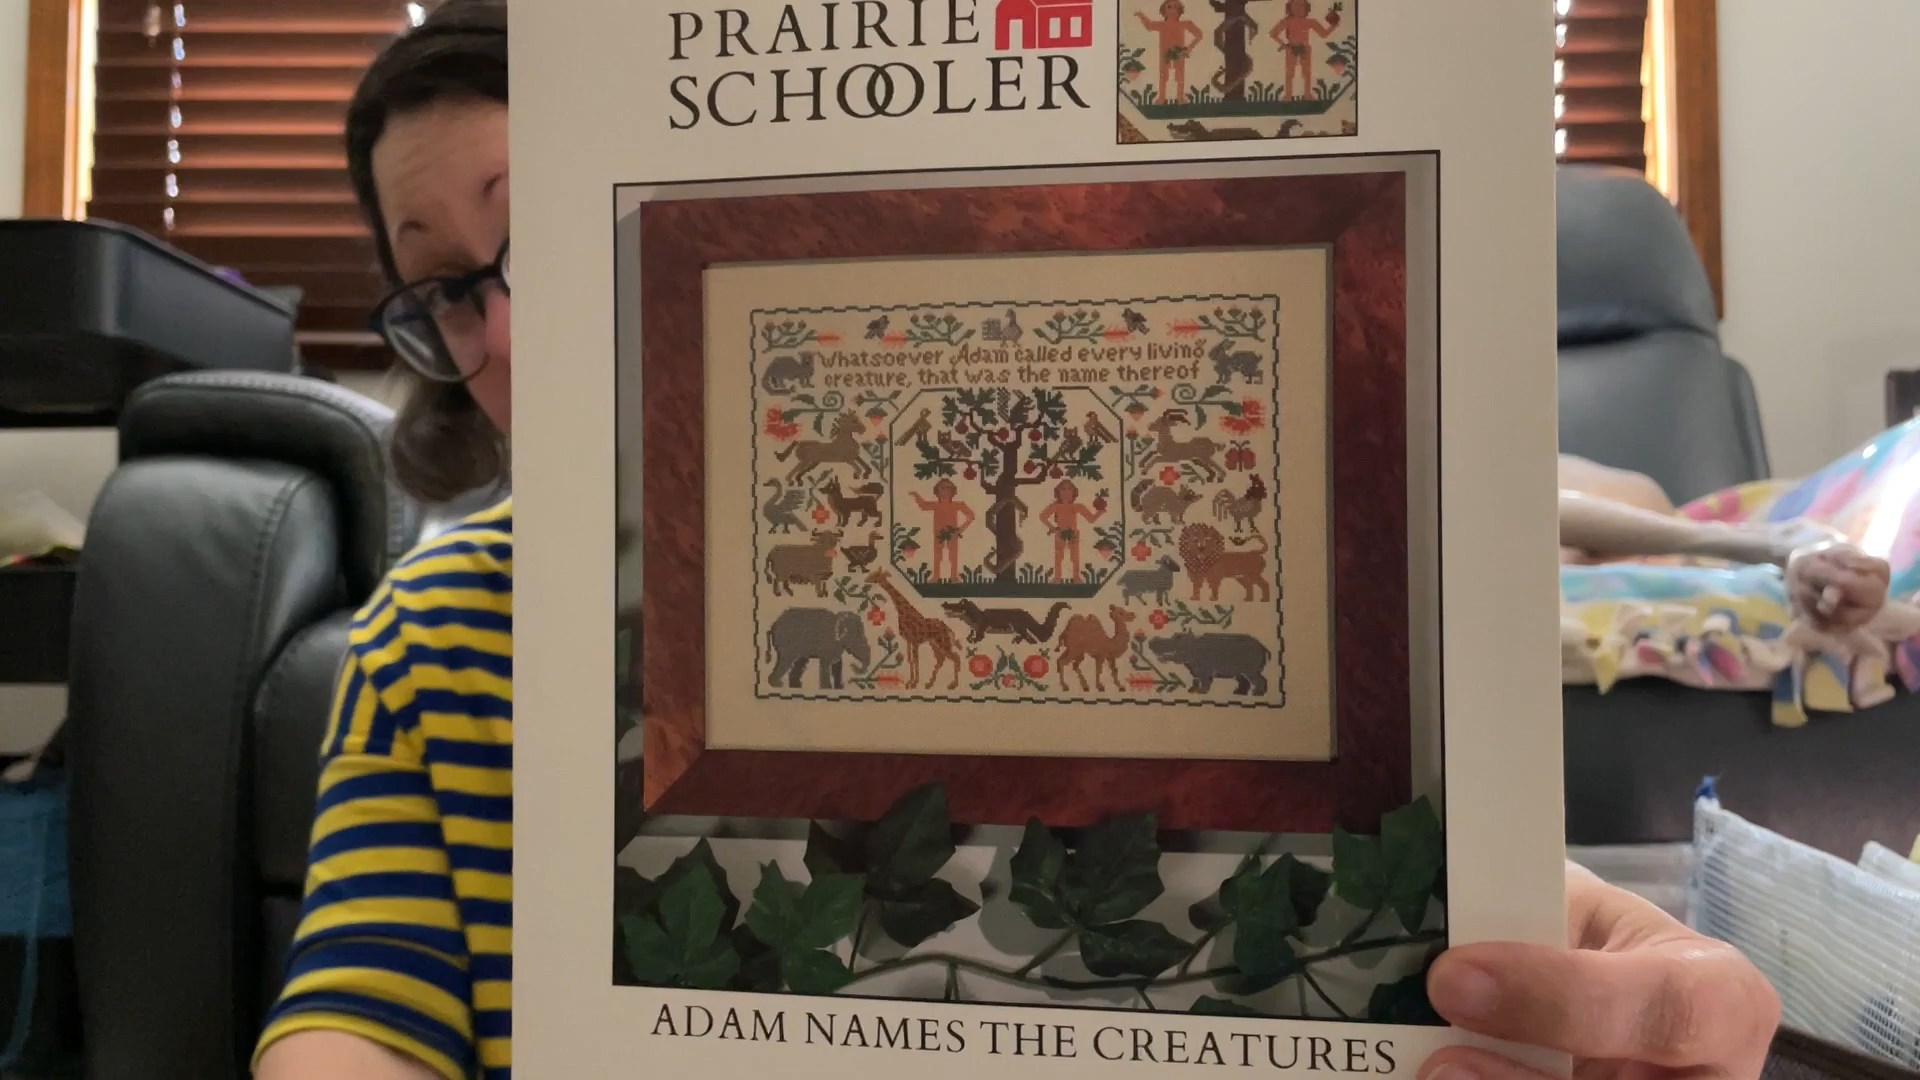 PRAIRIE
SCHOOLER
Whatsoever Adam called every living
creature, that was the name thereof
ADAM NAMES THE CREATURES